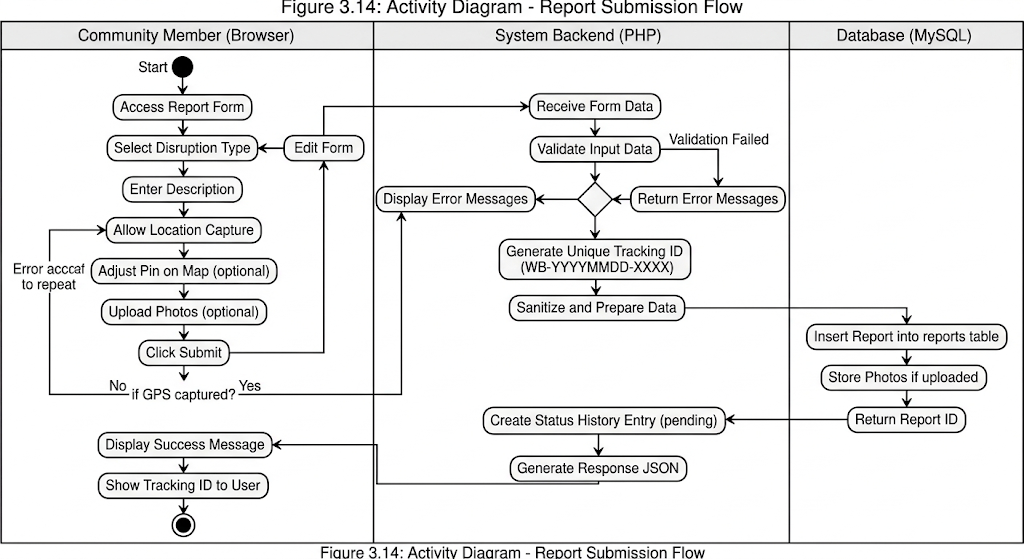 Figure 3.14: Activity Diagram - Report Submission Flow
Community Member (Browser)
System Backend (PHP)
Database (MySQL)
Start
Access Report Form
Select Disruption Type
Edit Form
Enter Description
Allow Location Capture
Error acccaf
to repeat
Adjust Pin on Map (optional)
Upload Photos (optional)
Click Submit
No
if GPS captured?
Yes
Display Success Message
Show Tracking ID to User
Receive Form Data
Validate Input Data
Validation Failed
Display Error Messages
Return Error Messages
Generate Unique Tracking ID
(WB-YYYYMMDD-XXXX)
Sanitize and Prepare Data
Create Status History Entry (pending)
Generate Response JSON
Insert Report into reports table
Store Photos if uploaded
Return Report ID
Figure 3.14: Activity Diagram - Report Submission Flow